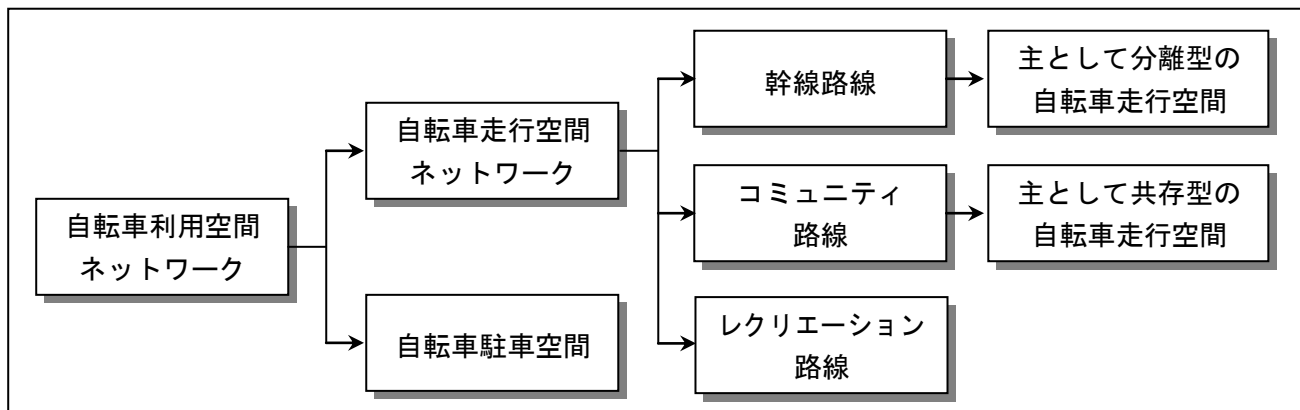 自転車利用空間
ネットワーク
自転車走行空間
ネットワーク
自転車駐車空間
幹線路線
コミュニティ
路線
レクリエーション
路線
主として分離型の
自転車走行空間
主として共存型の
自転車走行空間